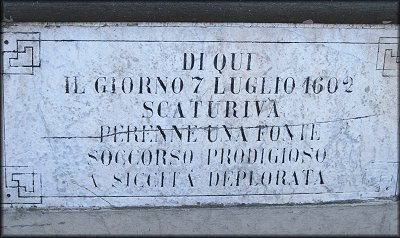 DI QUI
IL GIORNO 7 LUGLIO 1602
SCATURIVA
PERENNE UNA FONTE
SOCCORSO PRODIGIOSO
A SICCITÀ DEPLORATA